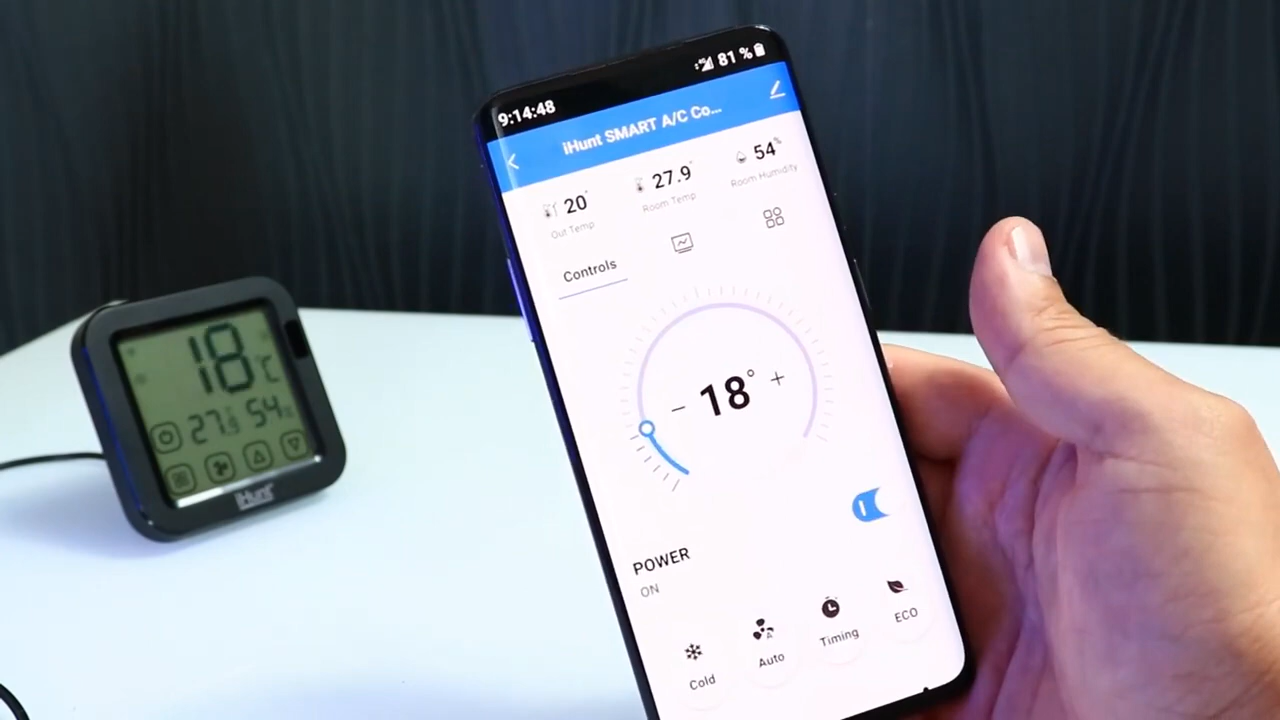 9:14:48
4G 81 %
iHunt SMART A/C Co...
20°
Out Temp
27.9°
Room Temp
54%
Room Humidity
Controls
− 18° +
POWER
ON
Cold
Auto
Timing
ECO
18°C
27.9°C 54%
iHunt